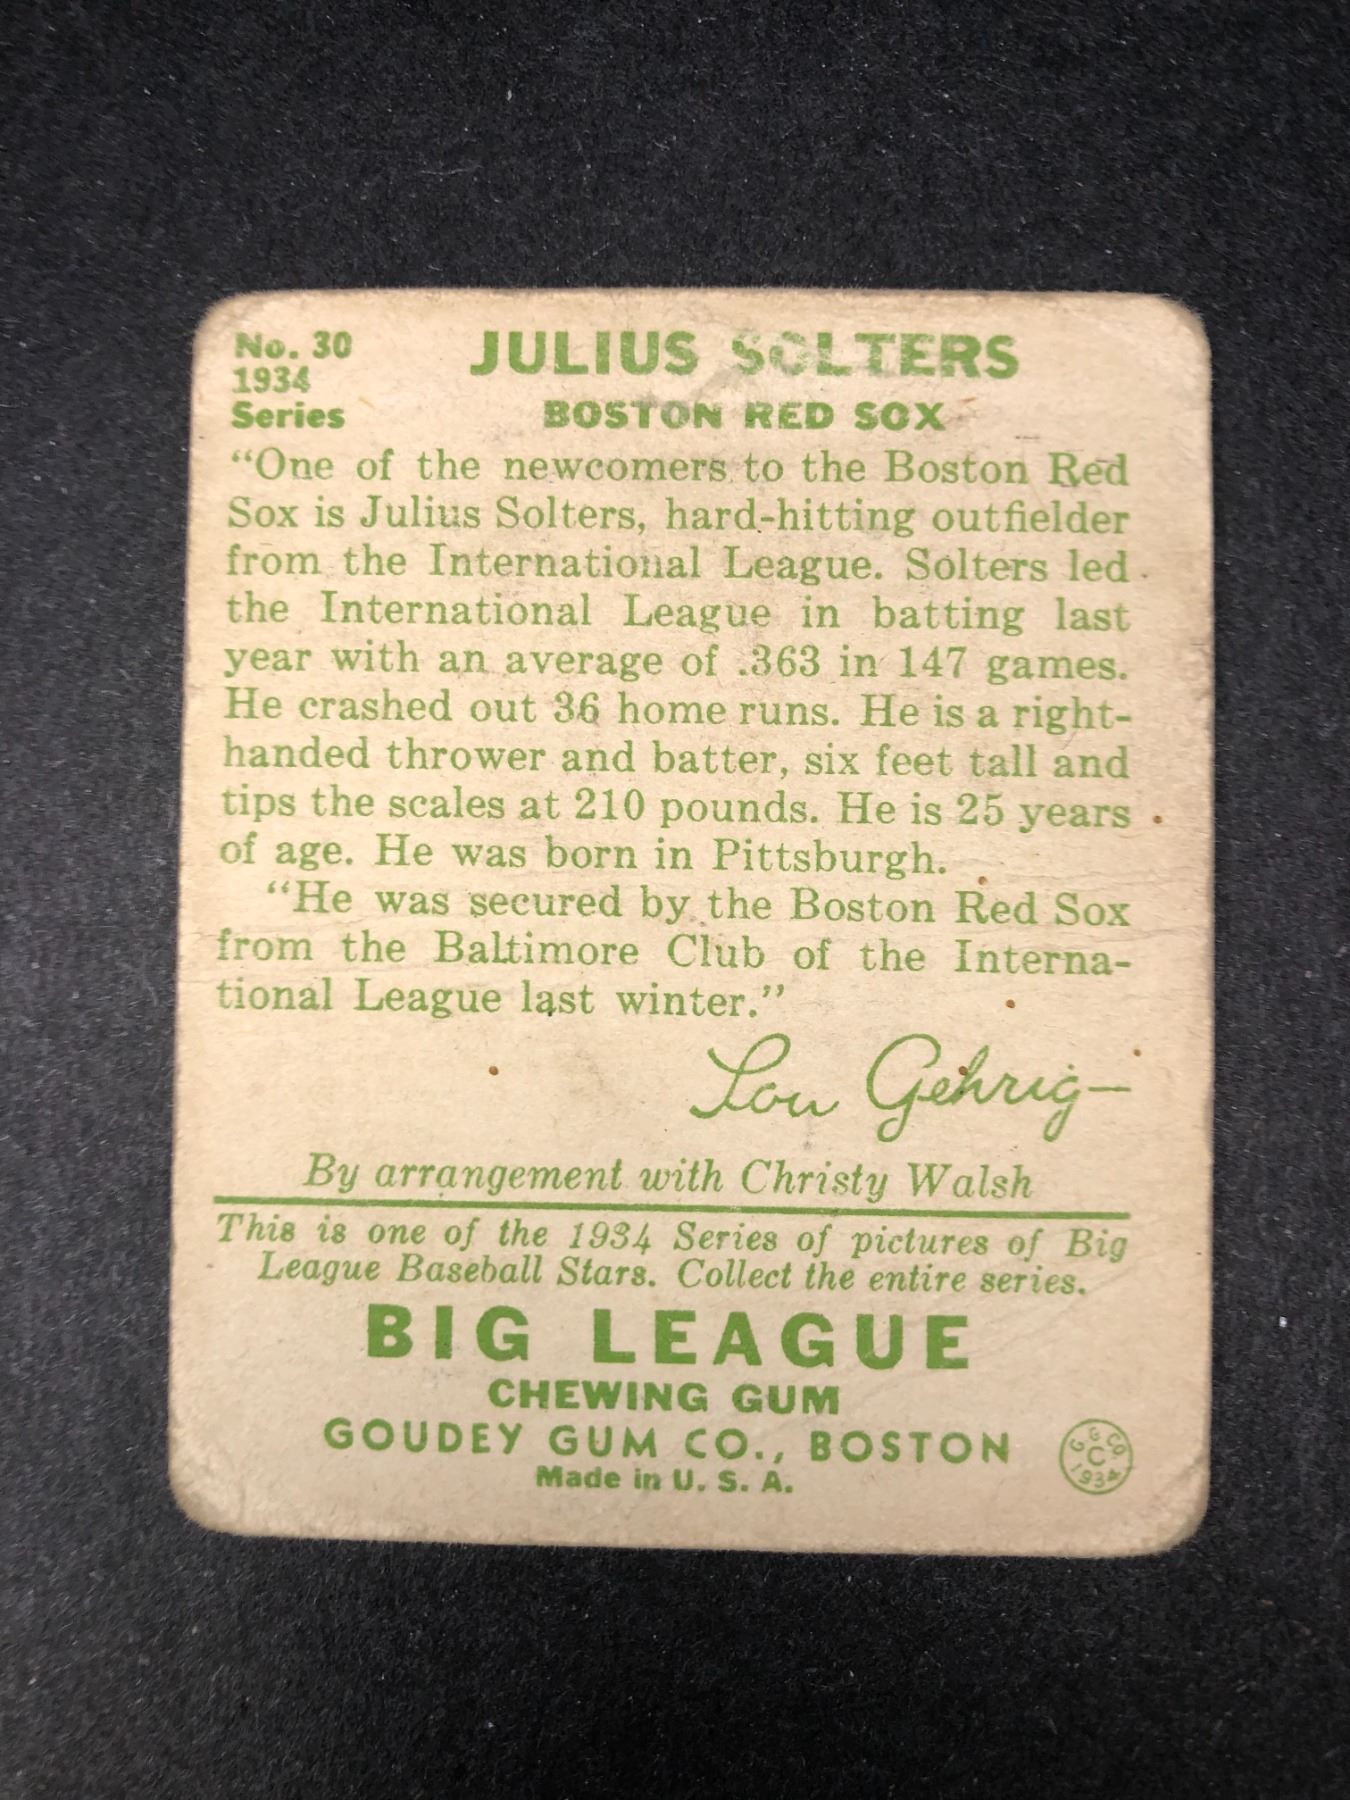 No. 30
1934
Series
JULIUS SOLTERS
BOSTON RED SOX
“One of the newcomers to the Boston Red
Sox is Julius Solters, hard-hitting outfielder
from the International League. Solters led
the International League in batting last
year with an average of .363 in 147 games.
He crashed out 36 home runs. He is a right-
handed thrower and batter, six feet tall and
tips the scales at 210 pounds. He is 25 years
of age. He was born in Pittsburgh.
“He was secured by the Boston Red Sox
from the Baltimore Club of the Interna-
tional League last winter.”
Lou Gehrig
By arrangement with Christy Walsh
This is one of the 1934 Series of pictures of Big
League Baseball Stars. Collect the entire series.
BIG LEAGUE
CHEWING GUM
GOUDEY GUM CO., BOSTON
Made in U. S. A.
G. G. CO.
C
1934